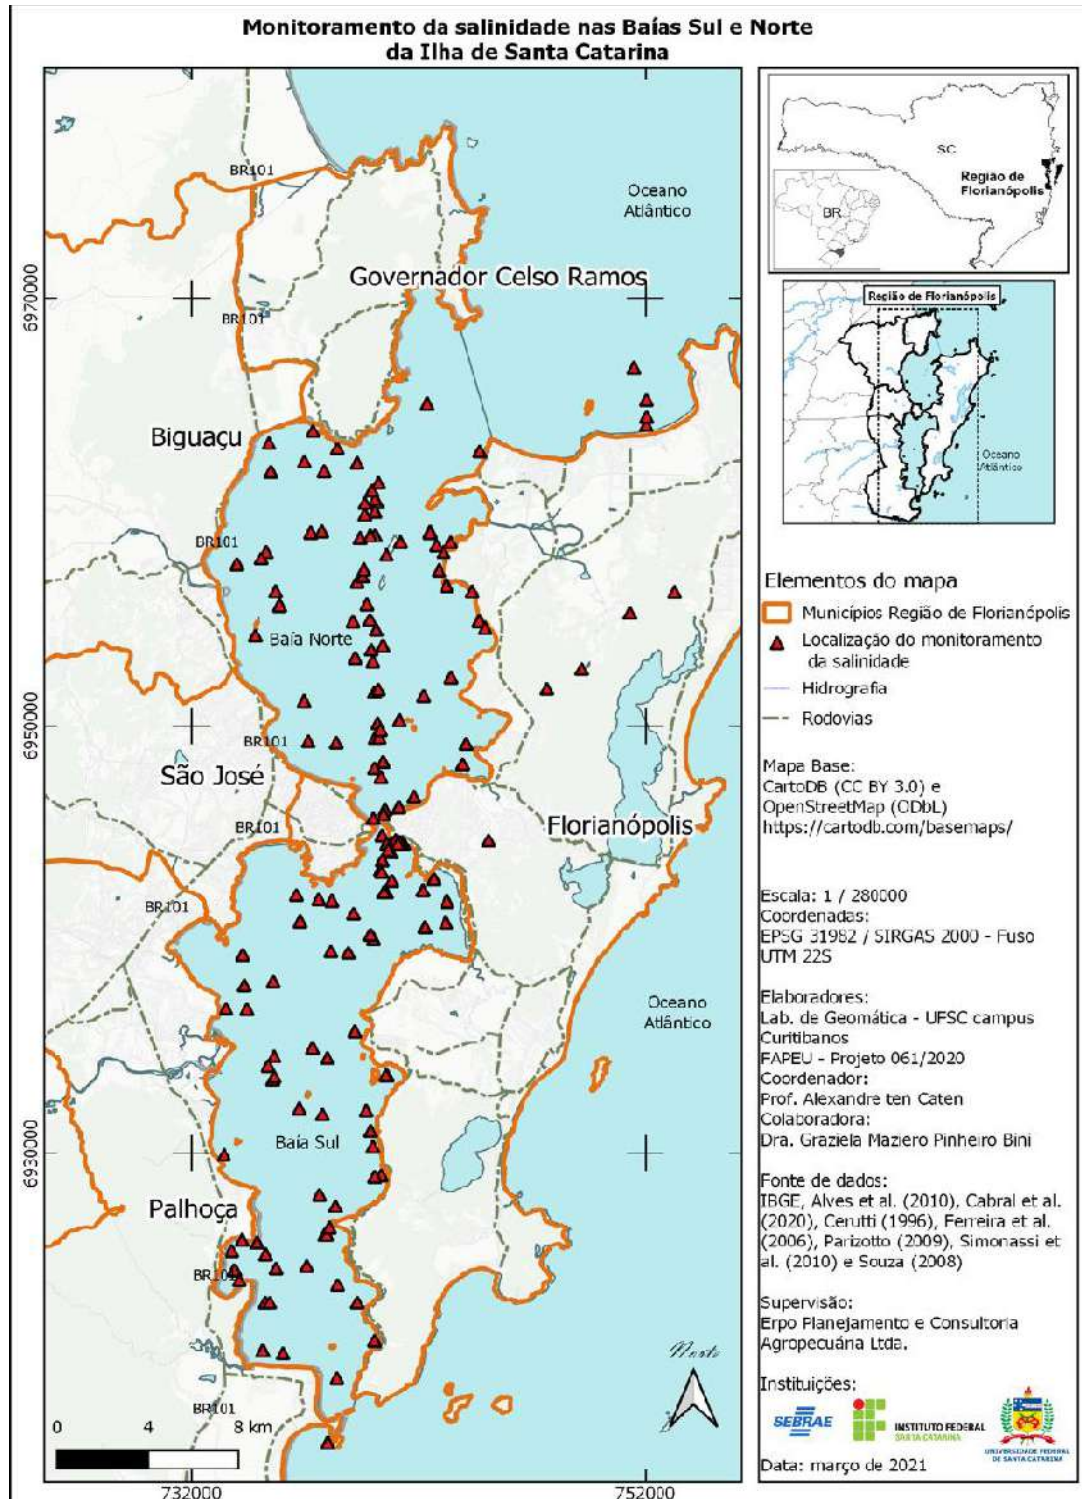 Monitoramento da salinidade nas Baías Sul e Norte
da Ilha de Santa Catarina
BR101
Oceano
Atlântico
Governador Celso Ramos
6970000
BR101
Biguaçu
BR101
Baía Norte
6950000
BR101
São José
BR101
Florianópolis
BR101
Oceano
Atlântico
Baía Sul
6930000
Palhoça
BR101
BR101
Norte
0 4 8 km
732000
752000
SC
Região de
Florianópolis
BR
Região de Florianópolis
Oceano
Atlântico
Elementos do mapa
Municípios Região de Florianópolis
Localização do monitoramento
da salinidade
Hidrografia
Rodovias
Mapa Base:
CartoDB (CC BY 3.0) e
OpenStreetMap (ODbL)
https://cartodb.com/basemaps/
Escala: 1 / 280000
Coordenadas:
EPSG 31982 / SIRGAS 2000 - Fuso
UTM 22S
Elaboradores:
Lab. de Geomática - UFSC campus
Curitibanos
FAPEU - Projeto 061/2020
Coordenador:
Prof. Alexandre ten Caten
Colaboradora:
Dra. Graziela Maziero Pinheiro Bini
Fonte de dados:
IBGE, Alves et al. (2010), Cabral et al.
(2020), Cerutti (1996), Ferreira et al.
(2006), Parizotto (2009), Simonassi et
al. (2010) e Souza (2008)
Supervisão:
Erpo Planejamento e Consultoria
Agropecuária Ltda.
Instituições:
SEBRAE
INSTITUTO FEDERAL
SANTA CATARINA
UNIVERSIDADE FEDERAL
DE SANTA CATARINA
Data: março de 2021